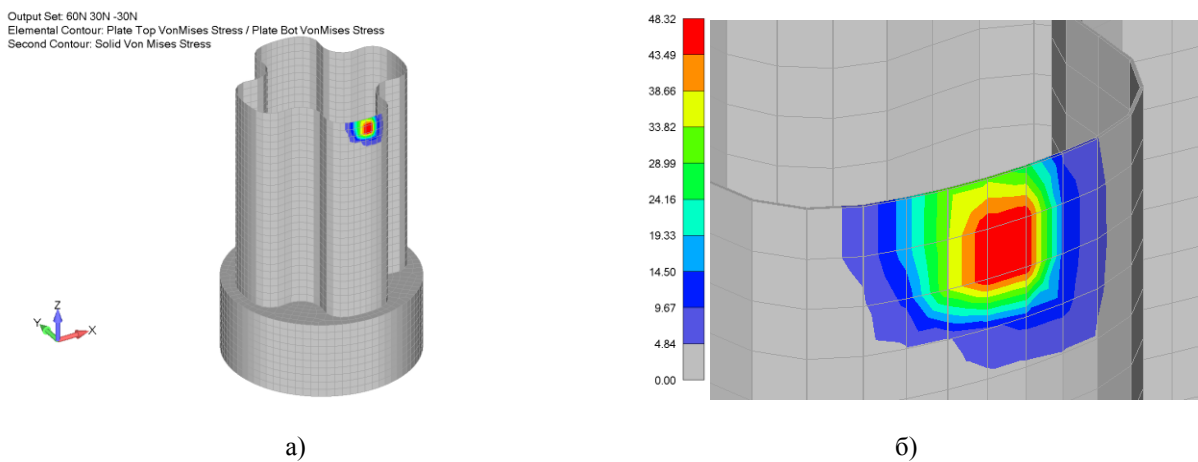 Output Set: 60N 30N -30N
Elemental Contour: Plate Top VonMises Stress / Plate Bot VonMises Stress
Second Contour: Solid Von Mises Stress
Z
Y
X
48.32
43.49
38.66
33.82
28.99
24.16
19.33
14.50
9.67
4.84
0.00
а)
б)